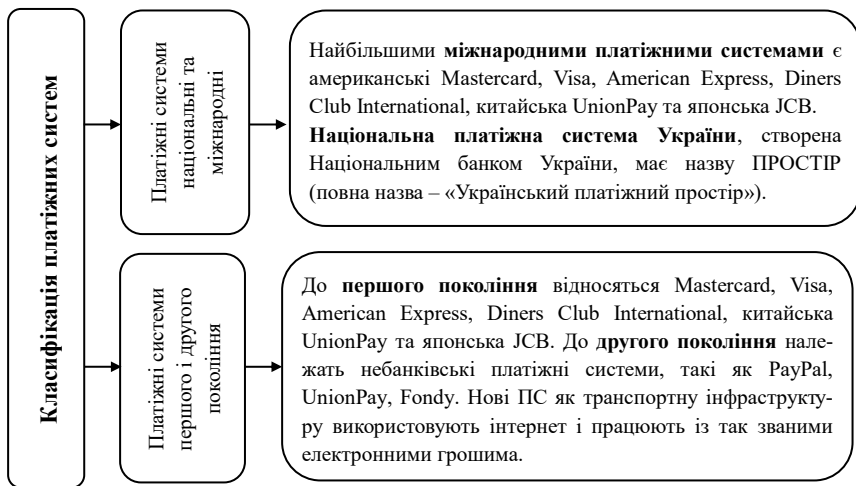 Класифікація платіжних систем
Платіжні системи
національні та
міжнародні
Найбільшими міжнародними платіжними системами є
американські Mastercard, Visa, American Express, Diners
Club International, китайська UnionPay та японська JCB.
Національна платіжна система України, створена
Національним банком України, має назву ПРОСТІР
(повна назва – «Український платіжний простір»).
Платіжні системи
першого і другого
покоління
До першого покоління відносяться Mastercard, Visa,
American Express, Diners Club International, китайська
UnionPay та японська JCB. До другого покоління нале-
жать небанківські платіжні системи, такі як PayPal,
UnionPay, Fondy. Нові ПС як транспортну інфраструкту-
ру використовують інтернет і працюють із так званими
електронними грошима.